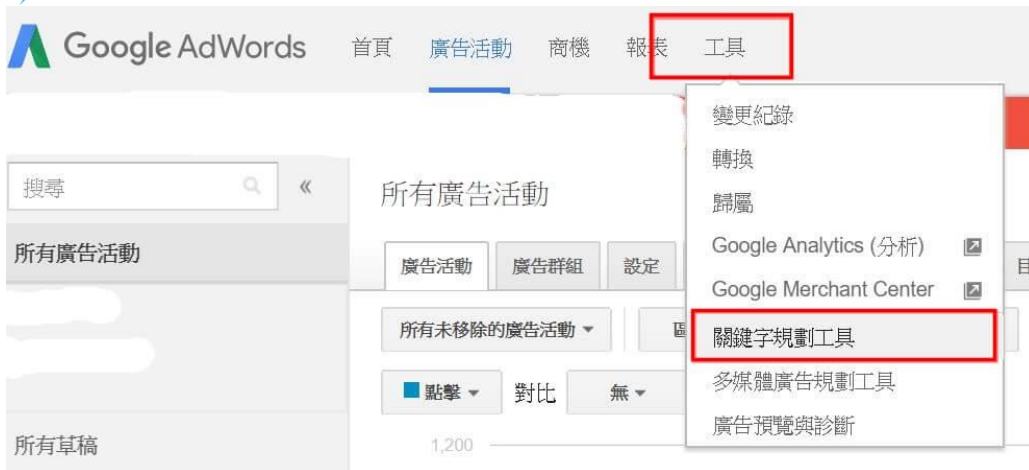 Google AdWords 首頁 廣告活動 商機 報表 工具
變更紀錄
轉換
歸屬
Google Analytics (分析)
Google Merchant Center
關鍵字規劃工具
多媒體廣告規劃工具
廣告預覽與診斷
搜尋 «
所有廣告活動
所有草稿
所有廣告活動
廣告活動 廣告群組 設定
所有未移除的廣告活動
點擊 對比 無
1,200